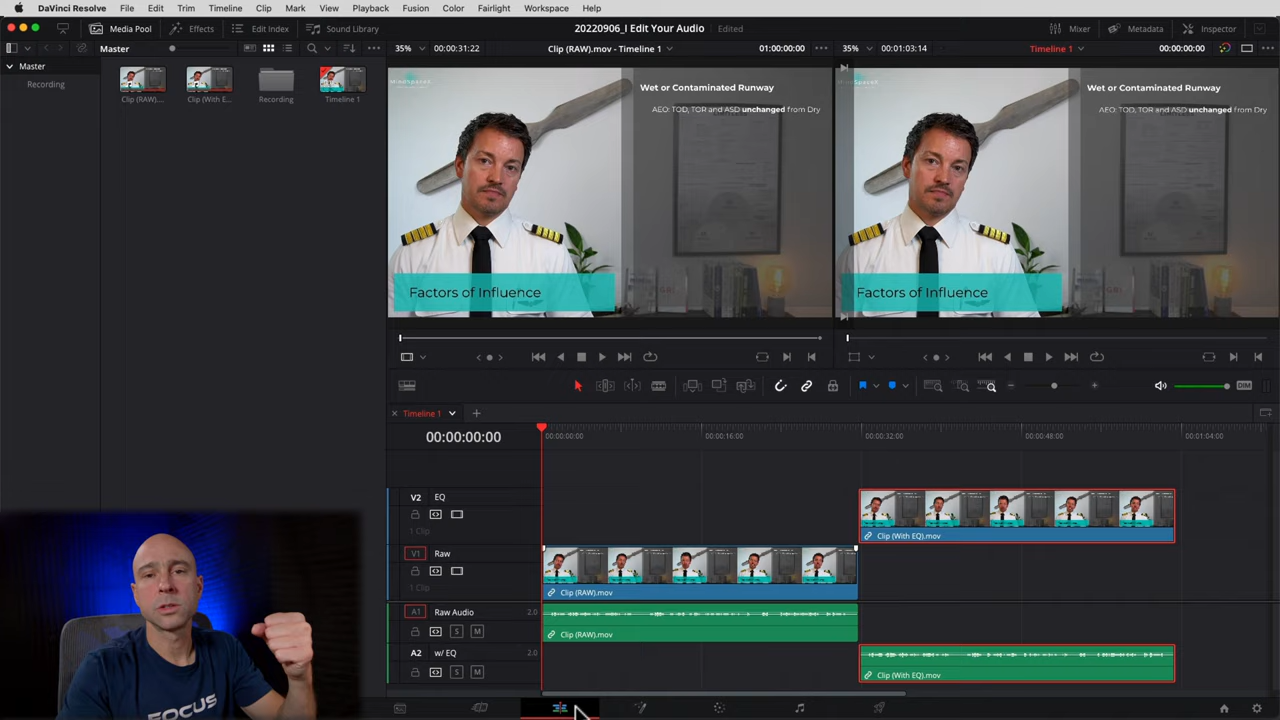 DaVinci Resolve File Edit Trim Timeline Clip Mark View Playback Fusion Color Fairlight Workspace Help
Media Pool Effects Edit Index Sound Library 20220906_I Edit Your Audio Edited Mixer Metadata Inspector
Master 35% 00:00:31:22 Clip (RAW).mov - Timeline 1 01:00:00:00 35% 00:01:03:14 Timeline 1 00:00:00:00
Master
Recording
Clip (RAW).... Clip (With E... Recording Timeline 1
Wet or Contaminated Runway
AEO: TOD, TOR and ASD unchanged from Dry
Factors of Influence
Wet or Contaminated Runway
AEO: TOD, TOR and ASD unchanged from Dry
Factors of Influence
DIM
Timeline 1
00:00:00:00 00:00:00:00 00:00:16:00 00:00:32:00 00:00:48:00 00:01:04:00
V2 EQ
1 Clip
Clip (With EQ).mov
V1 Raw
1 Clip
Clip (RAW).mov
A1 Raw Audio 2.0
S M
Clip (RAW).mov
A2 w/ EQ 2.0
S M
Clip (With EQ).mov
FOCUS